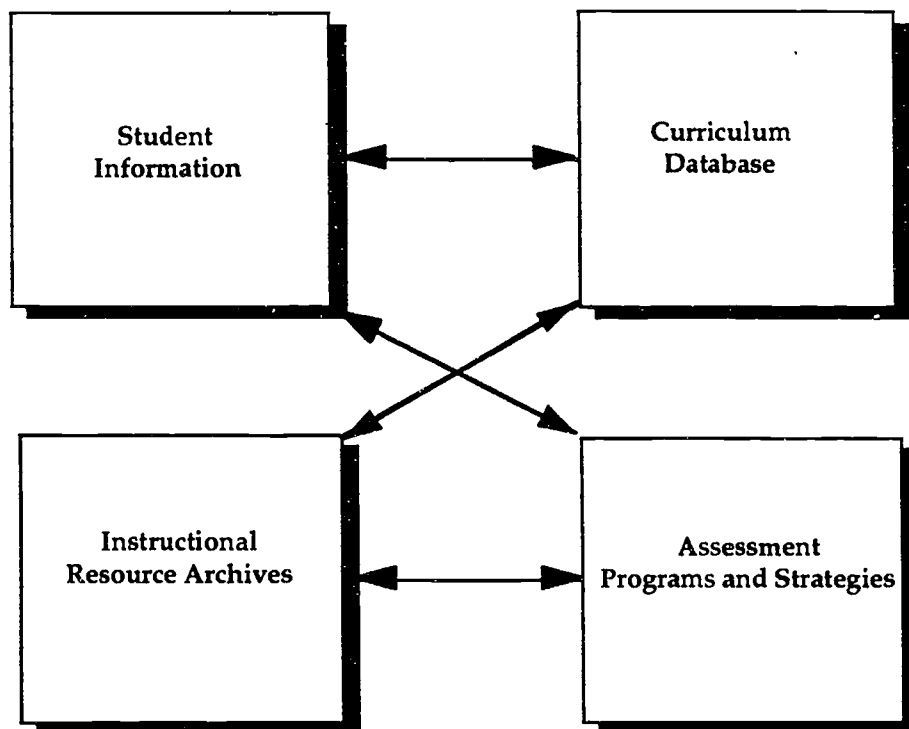 Student
Information
Curriculum
Database
Instructional
Resource Archives
Assessment
Programs and Strategies